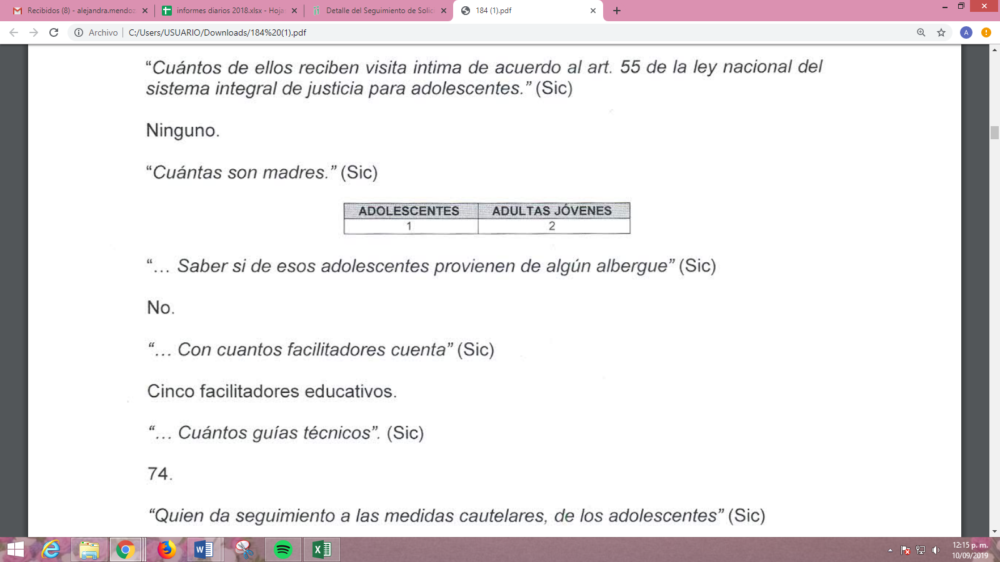 Recibidos (8) - alejandra.mendoz
informes diarios 2018.xlsx - Hoja
Detalle del Seguimiento de Solic
184 (1).pdf
Archivo
C:/Users/USUARIO/Downloads/184%20(1).pdf
A
“Cuántos de ellos reciben visita intima de acuerdo al art. 55 de la ley nacional del
sistema integral de justicia para adolescentes.” (Sic)
Ninguno.
“Cuántas son madres.” (Sic)
ADOLESCENTES ADULTAS JÓVENES
1 2
“… Saber si de esos adolescentes provienen de algún albergue” (Sic)
No.
“… Con cuantos facilitadores cuenta” (Sic)
Cinco facilitadores educativos.
“… Cuántos guías técnicos”. (Sic)
74.
“Quien da seguimiento a las medidas cautelares, de los adolescentes” (Sic)
12:15 p. m.
10/09/2019